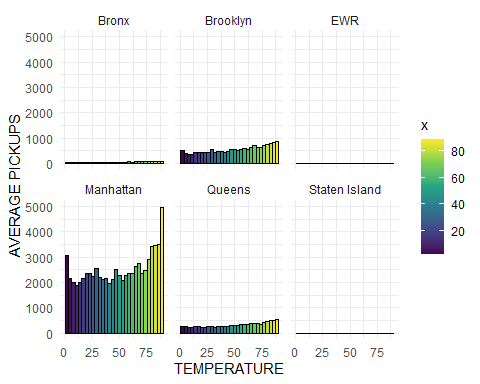 Bronx Brooklyn EWR
5000
4000
3000
2000
1000
0
Manhattan Queens Staten Island
5000
4000
3000
2000
1000
0
0 25 50 75 0 25 50 75 0 25 50 75
TEMPERATURE
AVERAGE PICKUPS
x
80
60
40
20